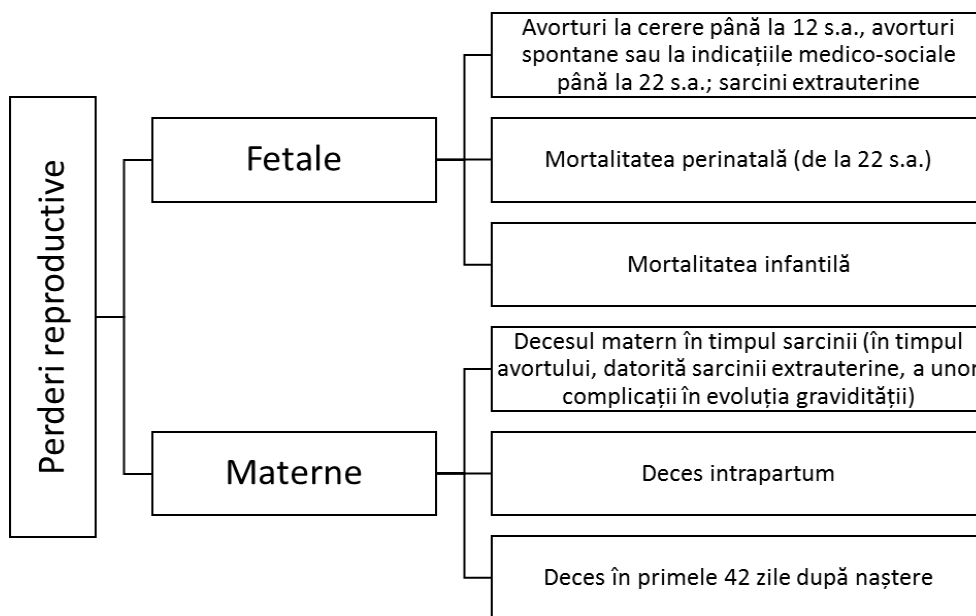 Perderi reproductive
Fetale
Avorturi la cerere până la 12 s.a., avorturi
spontane sau la indicațiile medico-sociale
până la 22 s.a.; sarcini extrauterine
Mortalitatea perinatală (de la 22 s.a.)
Mortalitatea infantilă
Materne
Decesul matern în timpul sarcinii (în timpul
avortului, datorită sarcinii extrauterine, a unor
complicații în evoluția gravidității)
Deces intrapartum
Deces în primele 42 zile după naștere